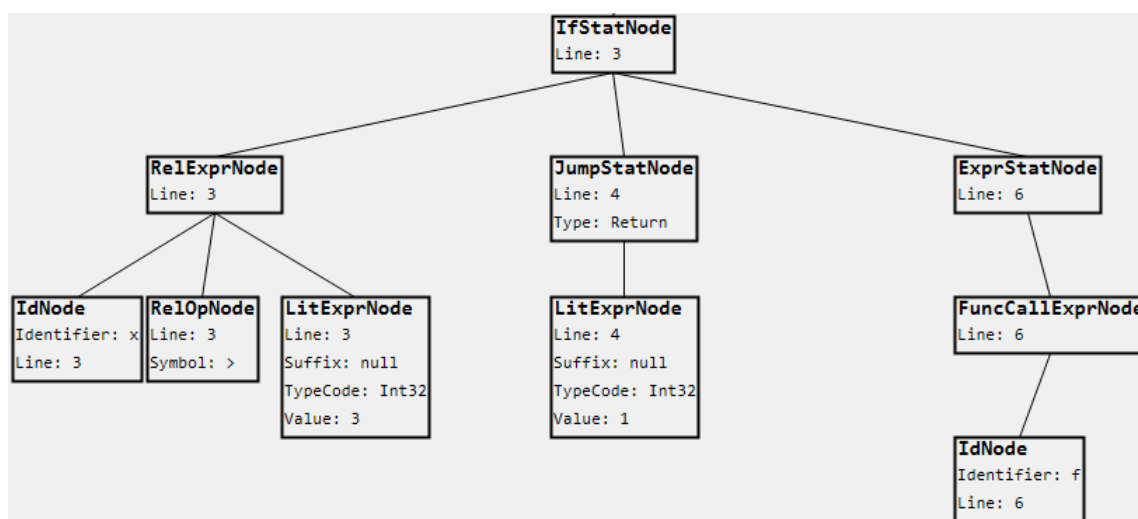 IfStatNode
Line: 3
RelExprNode
Line: 3
JumpStatNode
Line: 4
Type: Return
ExprStatNode
Line: 6
IdNode
Identifier: x
Line: 3
RelOpNode
Line: 3
Symbol: >
LitExprNode
Line: 3
Suffix: null
TypeCode: Int32
Value: 3
LitExprNode
Line: 4
Suffix: null
TypeCode: Int32
Value: 1
FuncCallExprNode
Line: 6
IdNode
Identifier: f
Line: 6